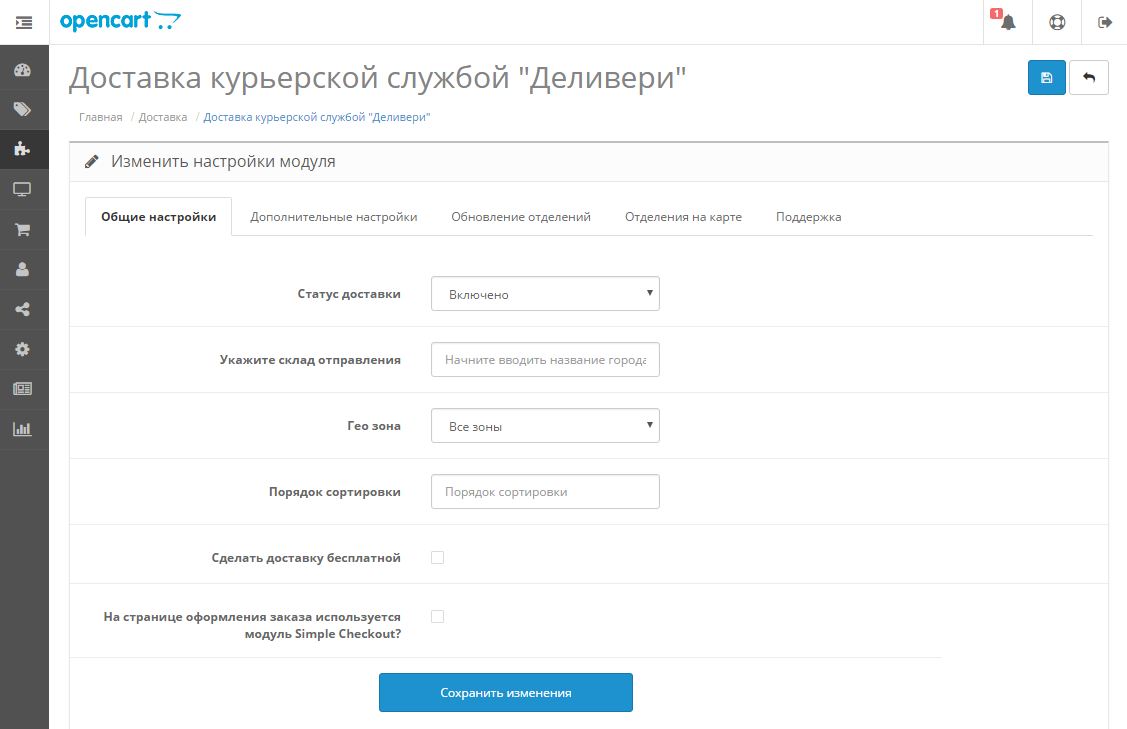 opencart
1
Доставка курьерской службой "Деливери"
Главная / Доставка / Доставка курьерской службой "Деливери"
Изменить настройки модуля
Общие настройки Дополнительные настройки Обновление отделений Отделения на карте Поддержка
Статус доставки Включено
Укажите склад отправления Начните вводить название города
Гео зона Все зоны
Порядок сортировки Порядок сортировки
Сделать доставку бесплатной
На странице оформления заказа используется
модуль Simple Checkout?
Сохранить изменения